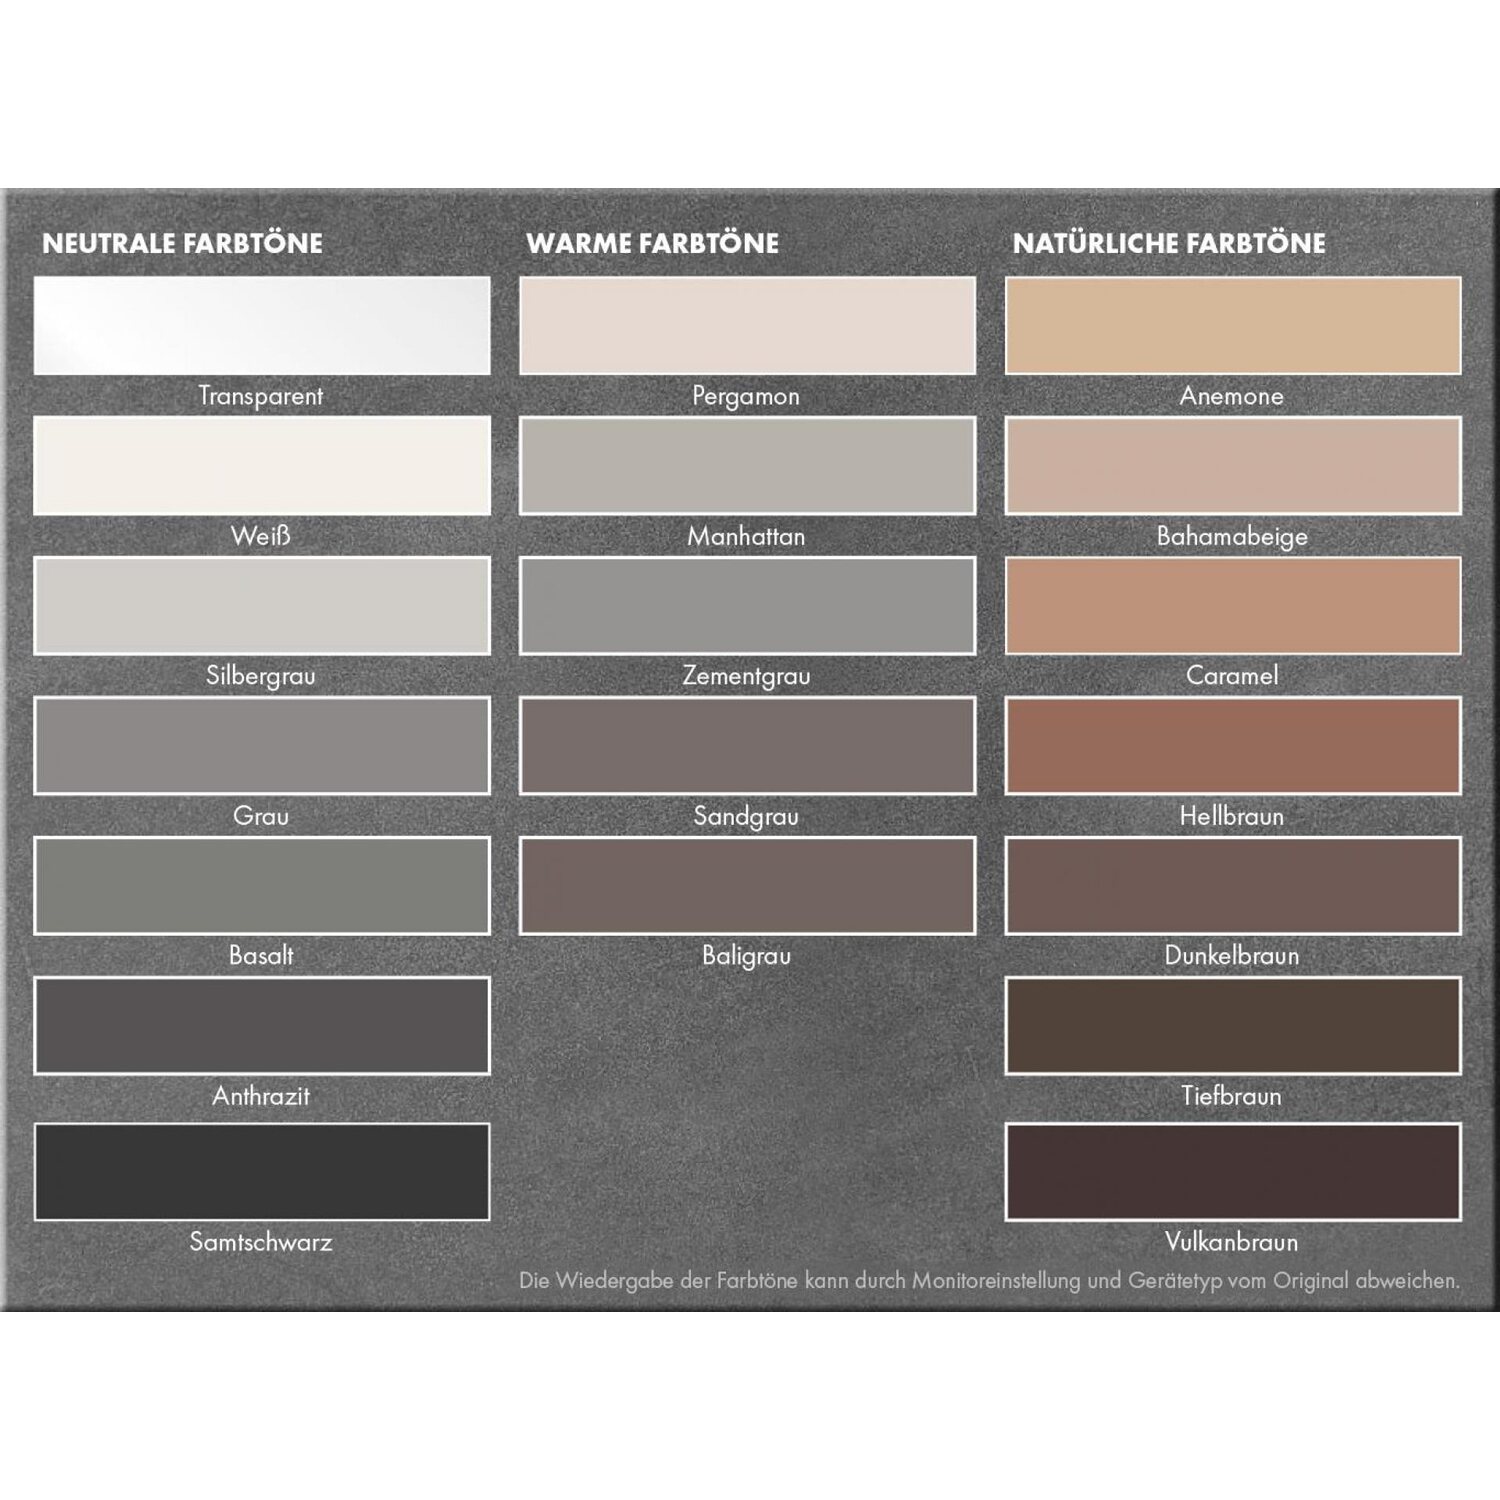 NEUTRALE FARBTÖNE
Transparent
Weiß
Silbergrau
Grau
Basalt
Anthrazit
Samtschwarz
WARME FARBTÖNE
Pergamon
Manhattan
Zementgrau
Sandgrau
Baligrau
NATÜRLICHE FARBTÖNE
Anemone
Bahamabeige
Caramel
Hellbraun
Dunkelbraun
Tiefbraun
Vulkanbraun
Die Wiedergabe der Farbtöne kann durch Monitoreinstellung und Gerätetyp vom Original abweichen.